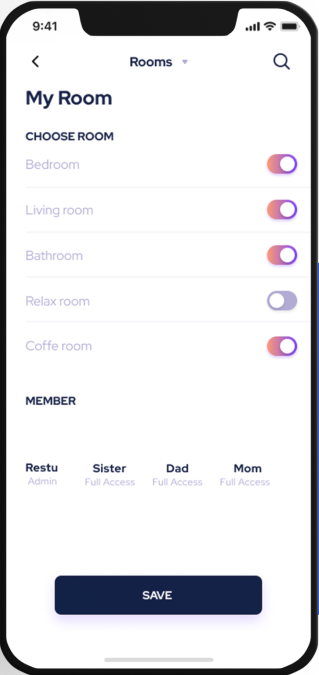 9:41
Rooms
My Room
CHOOSE ROOM
Bedroom
Living room
Bathroom
Relax room
Coffe room
MEMBER
Restu Sister Dad Mom
Admin Full Access Full Access Full Access
SAVE